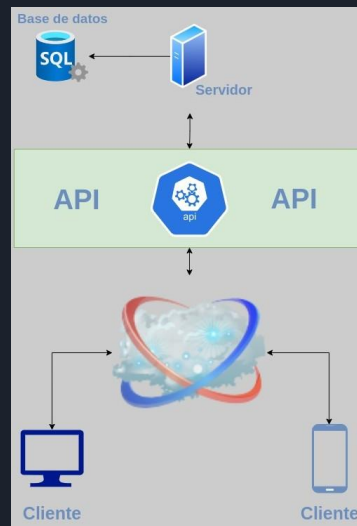 Base de datos
SQL
Servidor
API
api
API
Cliente
Cliente